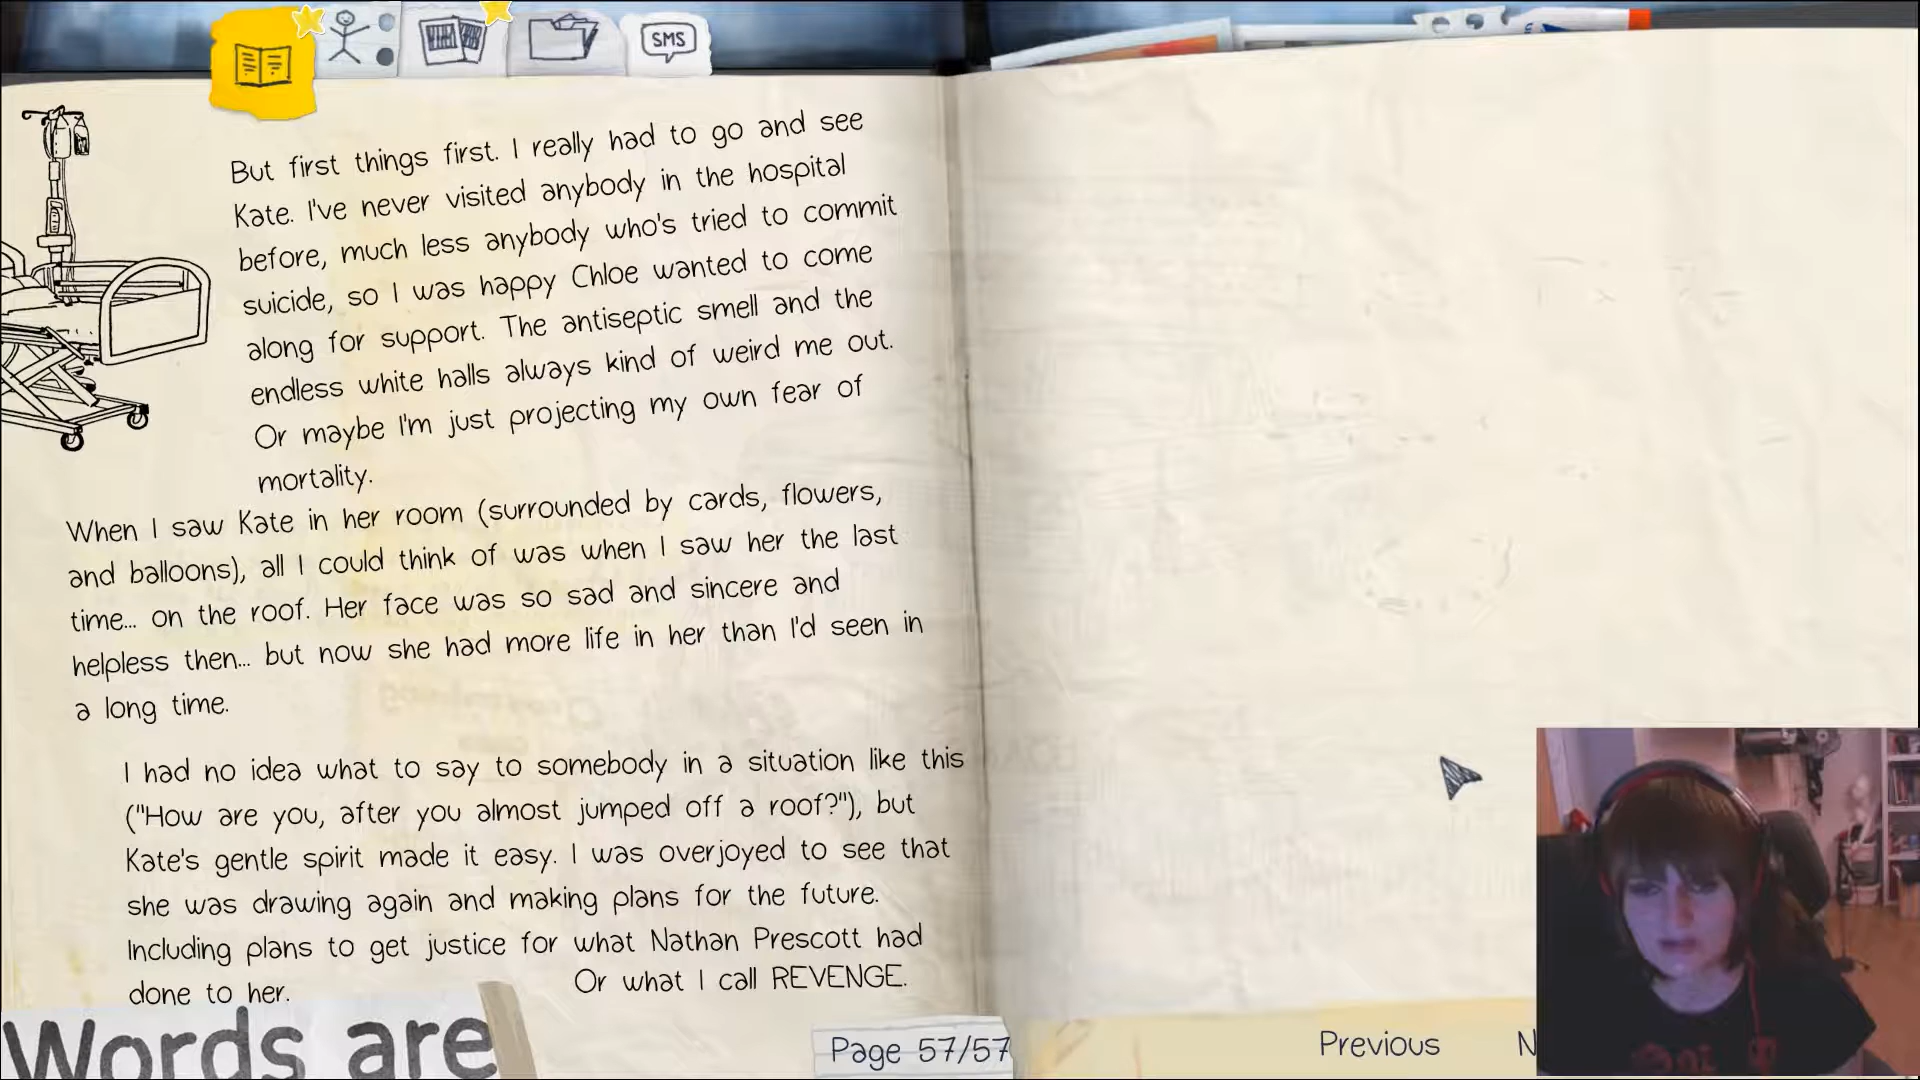 SMS
But first things first. I really had to go and see
Kate. I've never visited anybody in the hospital
before, much less anybody who's tried to commit
suicide, so I was happy Chloe wanted to come
along for support. The antiseptic smell and the
endless white halls always kind of weird me out.
Or maybe I'm just projecting my own fear of
mortality.
When I saw Kate in her room (surrounded by cards, flowers,
and balloons), all I could think of was when I saw her the last
time... on the roof. Her face was so sad and sincere and
helpless then... but now she had more life in her than I'd seen in
a long time.
I had no idea what to say to somebody in a situation like this
("How are you, after you almost jumped off a roof?"), but
Kate's gentle spirit made it easy. I was overjoyed to see that
she was drawing again and making plans for the future.
Including plans to get justice for what Nathan Prescott had
done to her.
Or what I call REVENGE.
Words are
Page 57/57
Previous